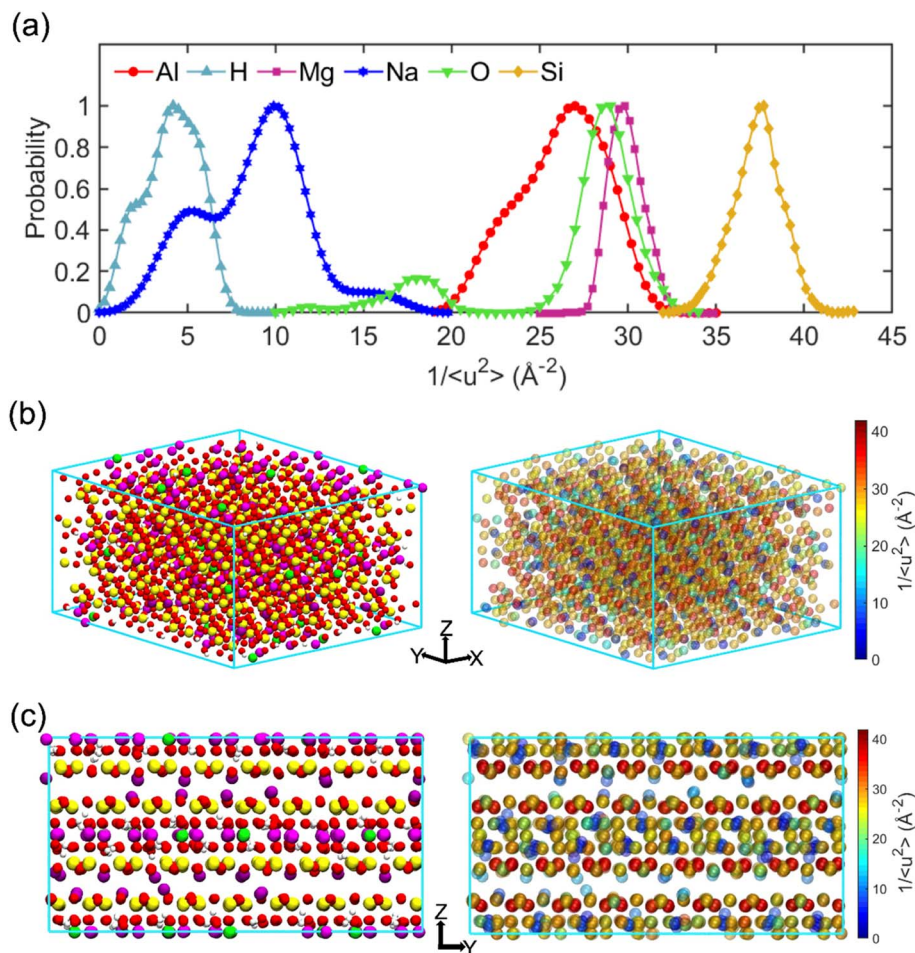 (a)
Al H Mg Na O Si
Probability
1
0.8
0.6
0.4
0.2
0
0 5 10 15 20 25 30 35 40 45
1/<u²> (Å⁻²)
(b)
40
30
20
10
0
1/<u²> (Å⁻²)
Z
Y X
(c)
40
30
20
10
0
1/<u²> (Å⁻²)
Z
Y